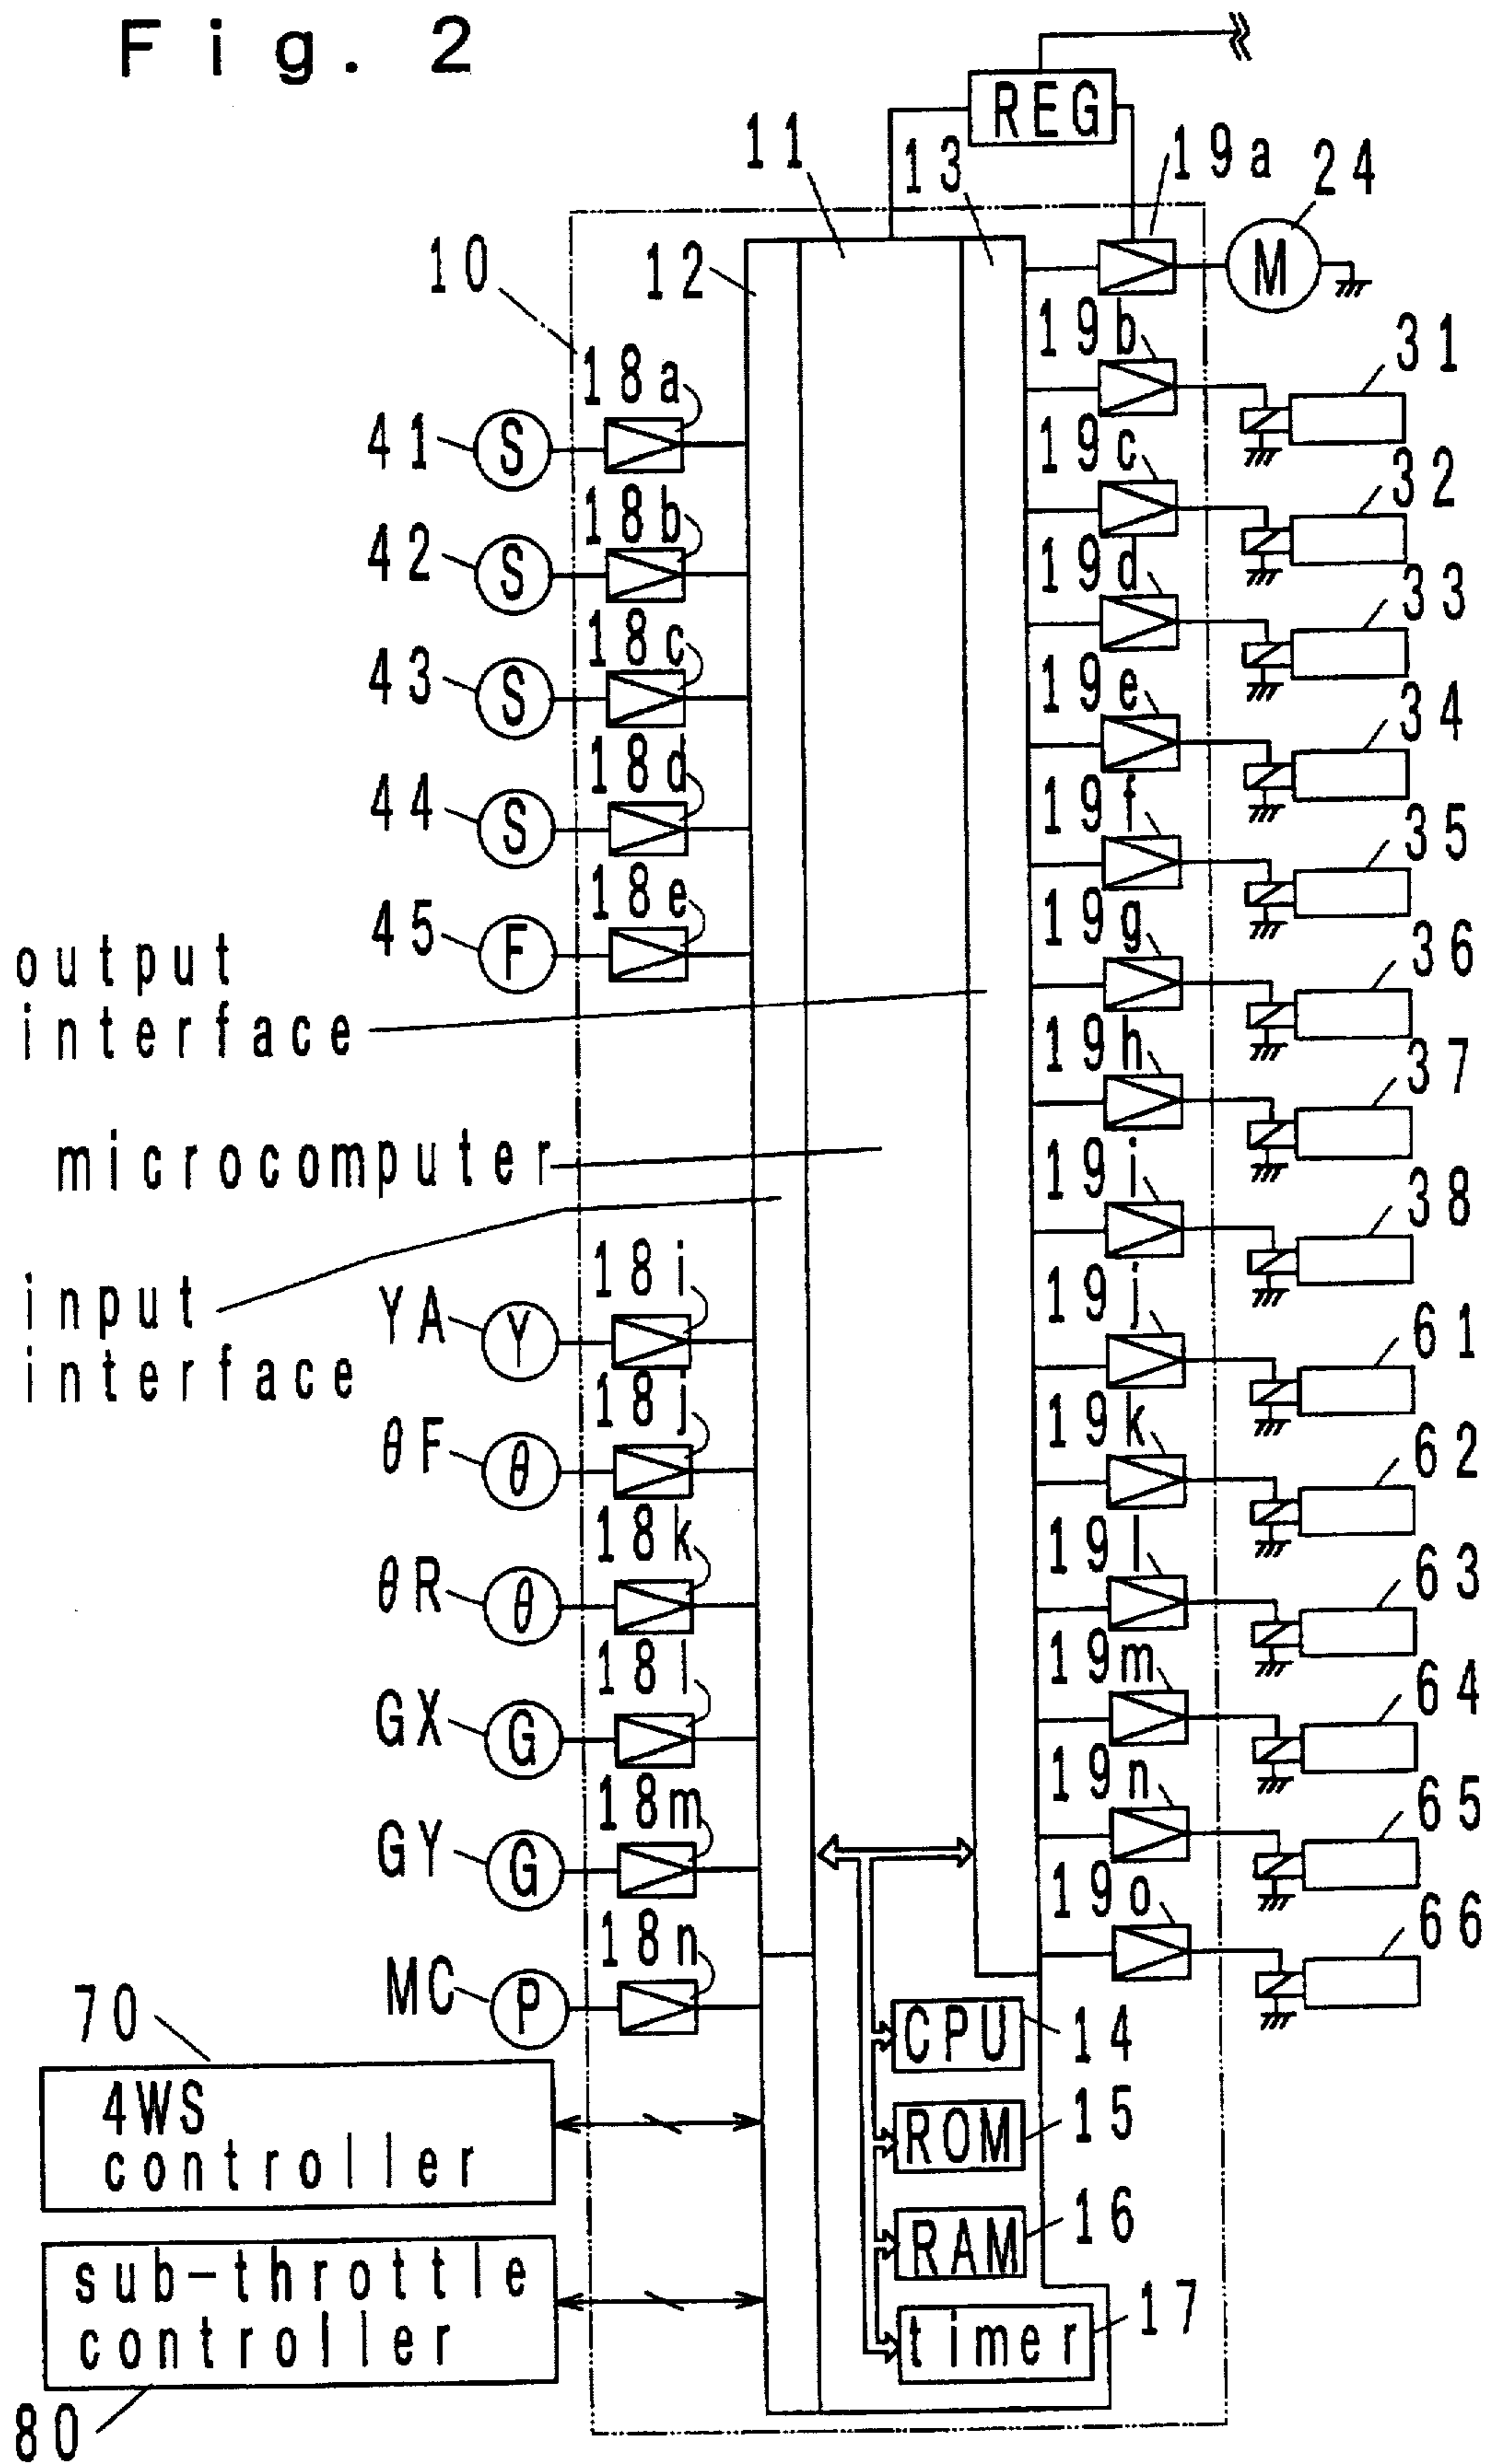 Fig. 2
REG
11
13
19a
24
10
12
M
19b
31
18a
41
S
19c
32
18b
42
S
19d
33
18c
43
S
19e
34
18d
44
S
19f
35
18e
45
F
19g
36
output
interface
19h
37
microcomputer
19i
38
input
interface
18i
YA
Y
19j
61
18j
θF
θ
19k
62
18k
θR
θ
19l
63
18l
GX
G
19m
64
18m
GY
G
19n
65
18n
MC
P
19o
66
70
4WS
controller
CPU
14
ROM
15
RAM
16
sub-throttle
controller
timer
17
80